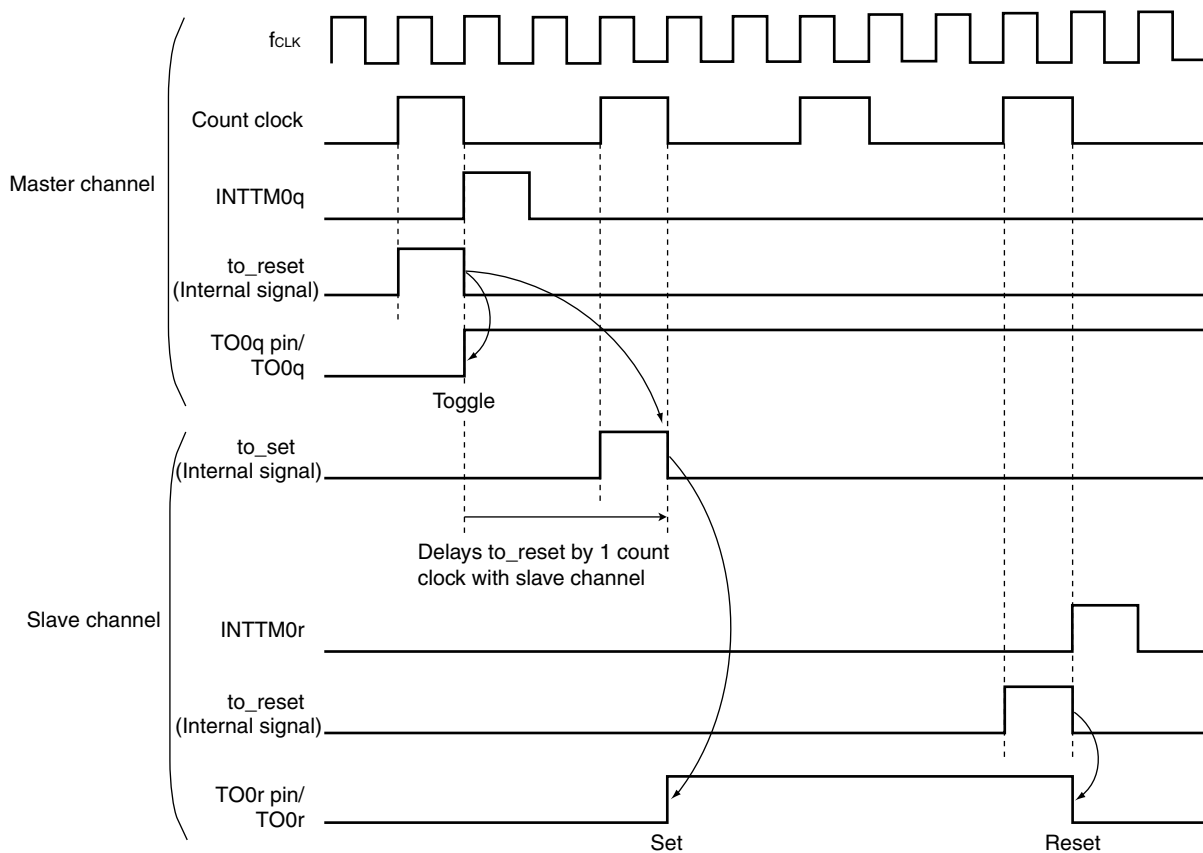 fCLK
Count clock
Master channel
INTTM0q
to_reset
(Internal signal)
TO0q pin/
TO0q
Toggle
to_set
(Internal signal)
Delays to_reset by 1 count
clock with slave channel
Slave channel
INTTM0r
to_reset
(Internal signal)
TO0r pin/
TO0r
Set
Reset